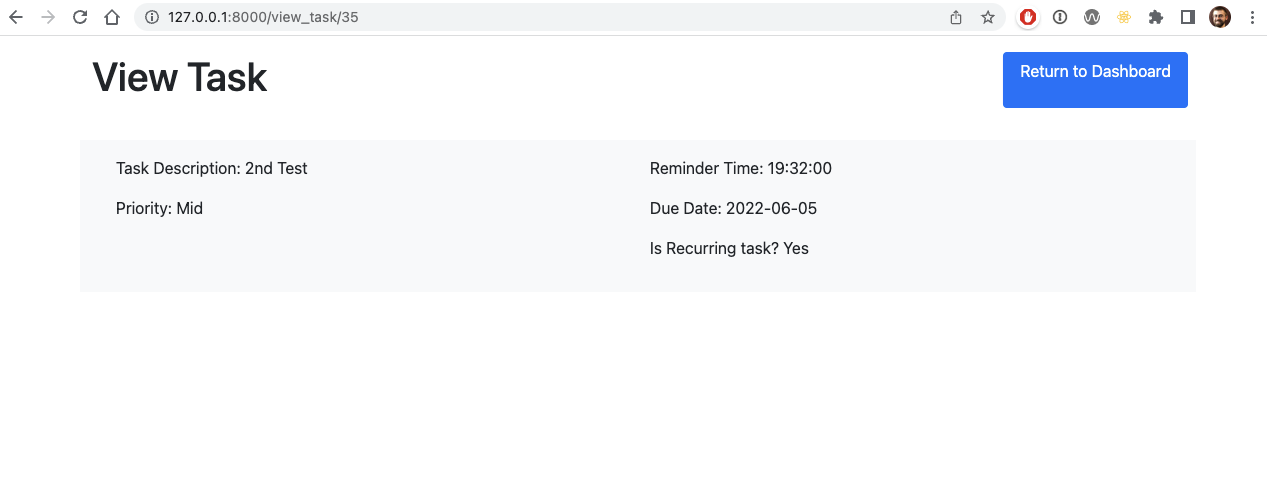 127.0.0.1:8000/view_task/35
View Task
Return to Dashboard
Task Description: 2nd Test
Priority: Mid
Reminder Time: 19:32:00
Due Date: 2022-06-05
Is Recurring task? Yes